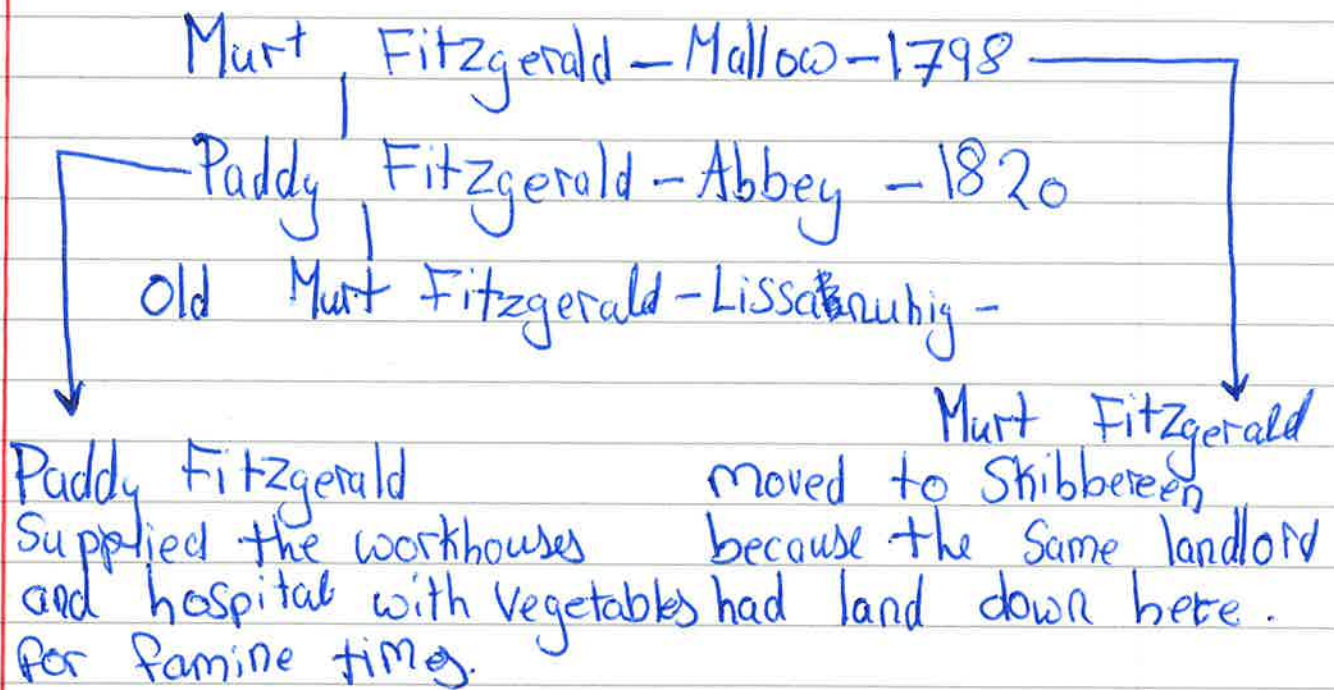 Murt Fitzgerald - Mallow - 1798
Paddy Fitzgerald - Abbey - 1820
Old Murt Fitzgerald - Lissanuhig -
Paddy Fitzgerald
Supplied the workhouses
and hospital with vegetables
for famine times.
Murt Fitzgerald
moved to Skibbereen
because the same landlord
had land down here.